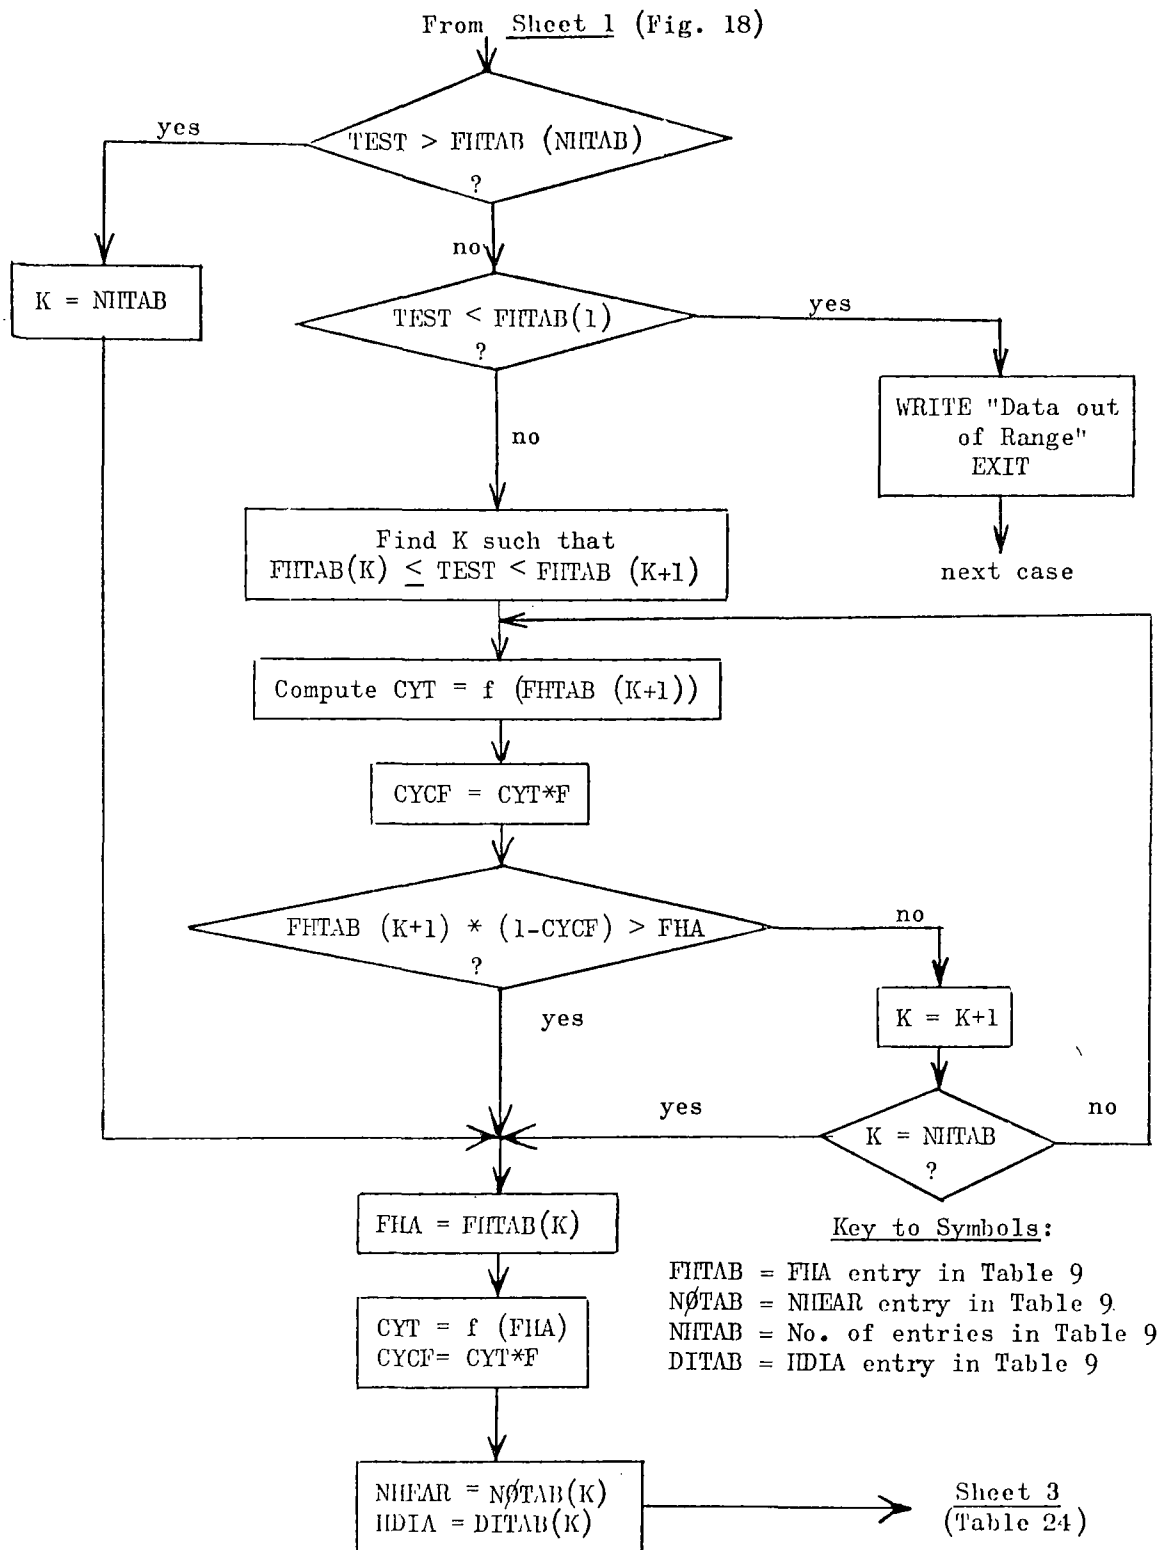 From Sheet 1 (Fig. 18)
yes
TEST > FHTAB (NHTAB)
?
no
K = NHTAB
TEST < FHTAB(1)
?
yes
no
WRITE "Data out
of Range"
EXIT
next case
Find K such that
FHTAB(K) ≤ TEST < FHTAB (K+1)
Compute CYT = f (FHTAB (K+1))
CYCF = CYT*F
FHTAB (K+1) * (1-CYCF) > FHA
?
no
yes
K = K+1
yes
K = NHTAB
?
no
FHA = FHTAB(K)
Key to Symbols:
FHTAB = FHA entry in Table 9
NØTAB = NHEAR entry in Table 9
NHTAB = No. of entries in Table 9
DITAB = HDIA entry in Table 9
CYT = f (FHA)
CYCF= CYT*F
NHEAR = NØTAB(K)
HDIA = DITAB(K)
Sheet 3
(Table 24)